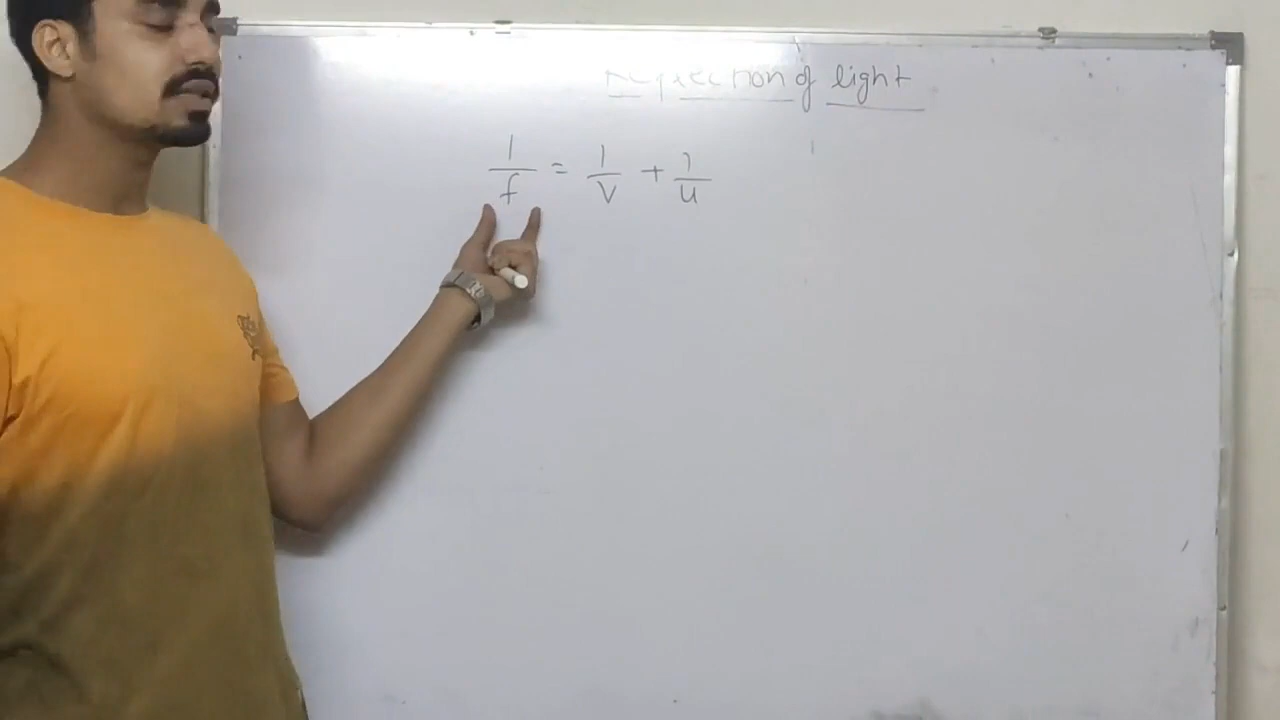 Reflection of light
1/f = 1/v + 1/u